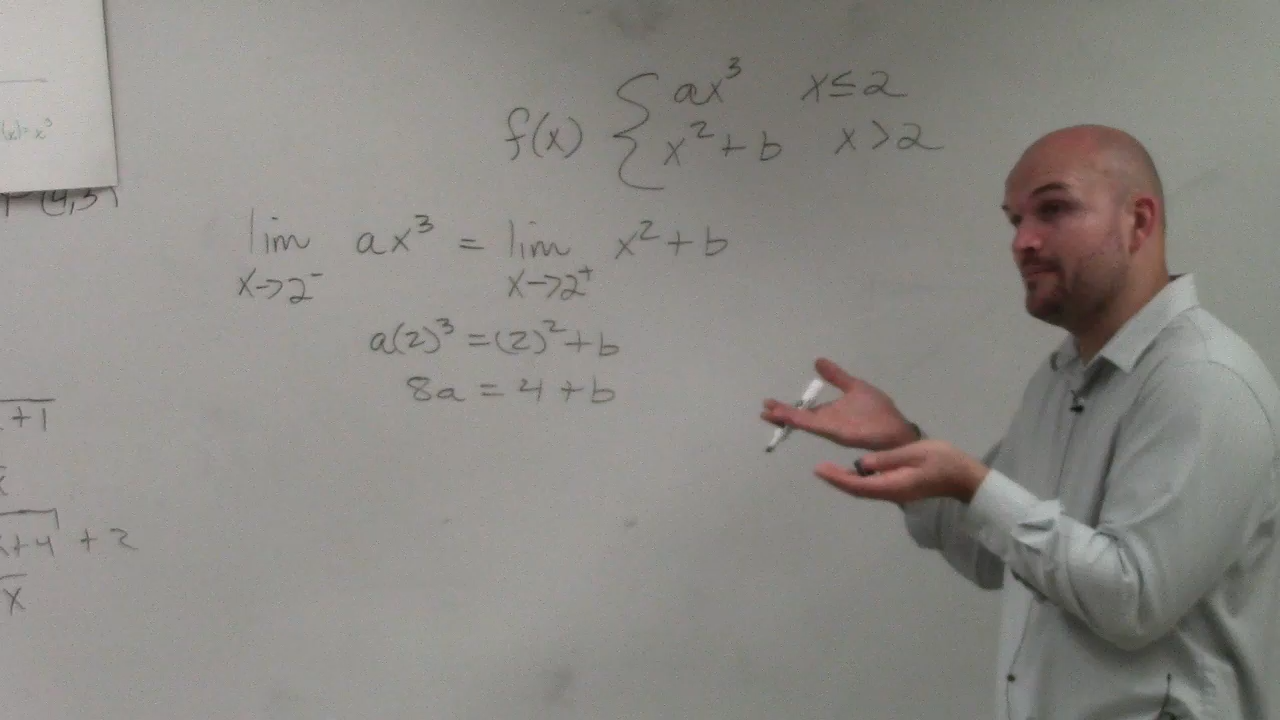 (x)=x³
(4,3)
f(x) { ax³ x≤2
x²+b x>2
lim ax³ = lim x²+b
x→2⁻ x→2⁺
a(2)³=(2)²+b
8a=4+b
+1
x+4 +2
x